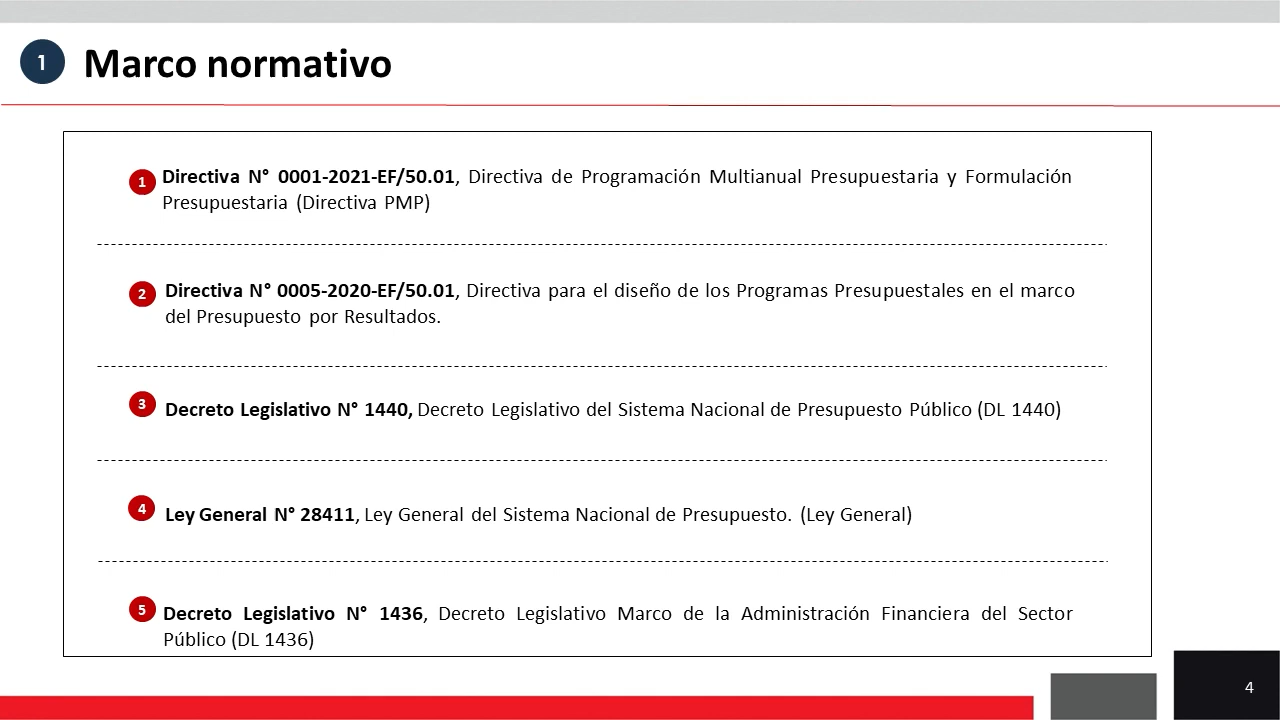 1 Marco normativo
1 Directiva N° 0001-2021-EF/50.01, Directiva de Programación Multianual Presupuestaria y Formulación
Presupuestaria (Directiva PMP)
2 Directiva N° 0005-2020-EF/50.01, Directiva para el diseño de los Programas Presupuestales en el marco
del Presupuesto por Resultados.
3 Decreto Legislativo N° 1440, Decreto Legislativo del Sistema Nacional de Presupuesto Público (DL 1440)
4 Ley General N° 28411, Ley General del Sistema Nacional de Presupuesto. (Ley General)
5 Decreto Legislativo N° 1436, Decreto Legislativo Marco de la Administración Financiera del Sector
Público (DL 1436)
4